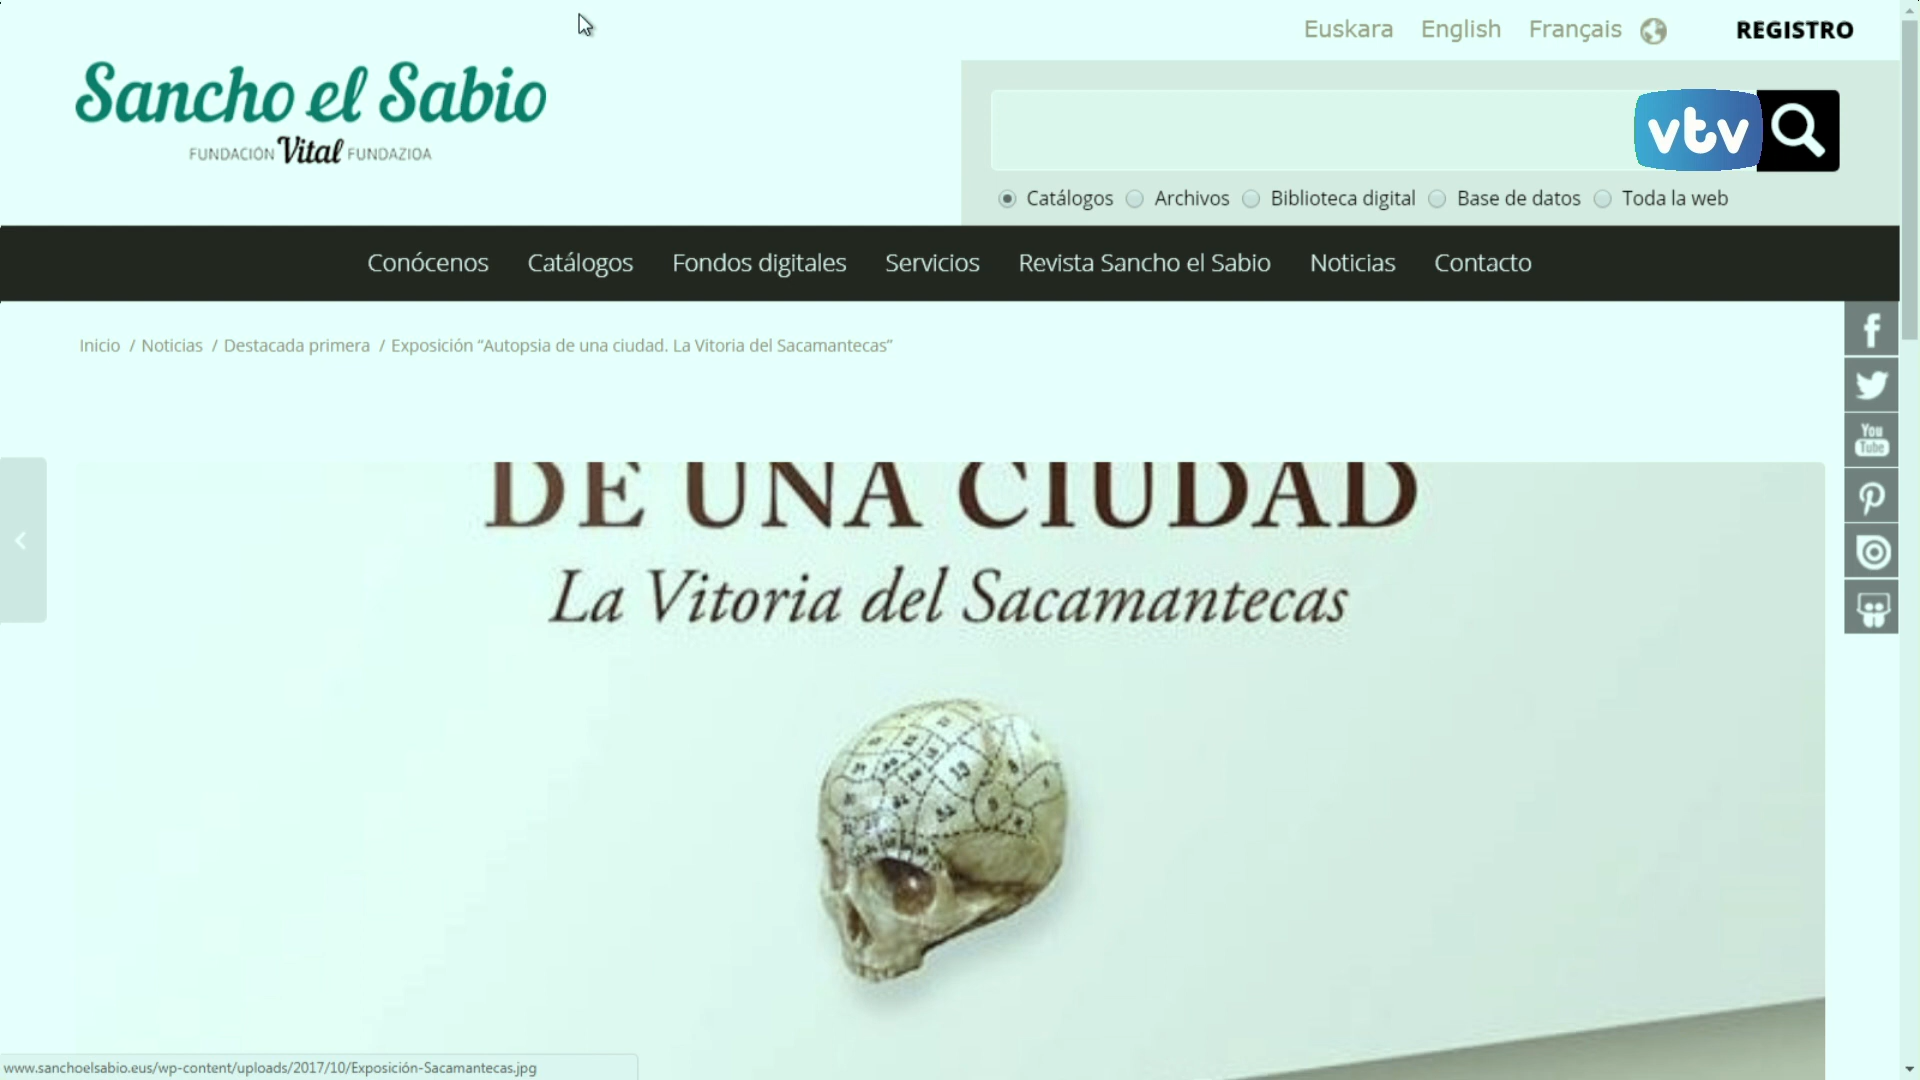 Euskara English Français REGISTRO
Sancho el Sabio
FUNDACIÓN Vital FUNDAZIOA
vtv
Catálogos Archivos Biblioteca digital Base de datos Toda la web
Conócenos Catálogos Fondos digitales Servicios Revista Sancho el Sabio Noticias Contacto
Inicio / Noticias / Destacada primera / Exposición “Autopsia de una ciudad. La Vitoria del Sacamantecas”
You
Tube
DE UNA CIUDAD
La Vitoria del Sacamantecas
www.sanchoelsabio.eus/wp-content/uploads/2017/10/Exposición-Sacamantecas.jpg